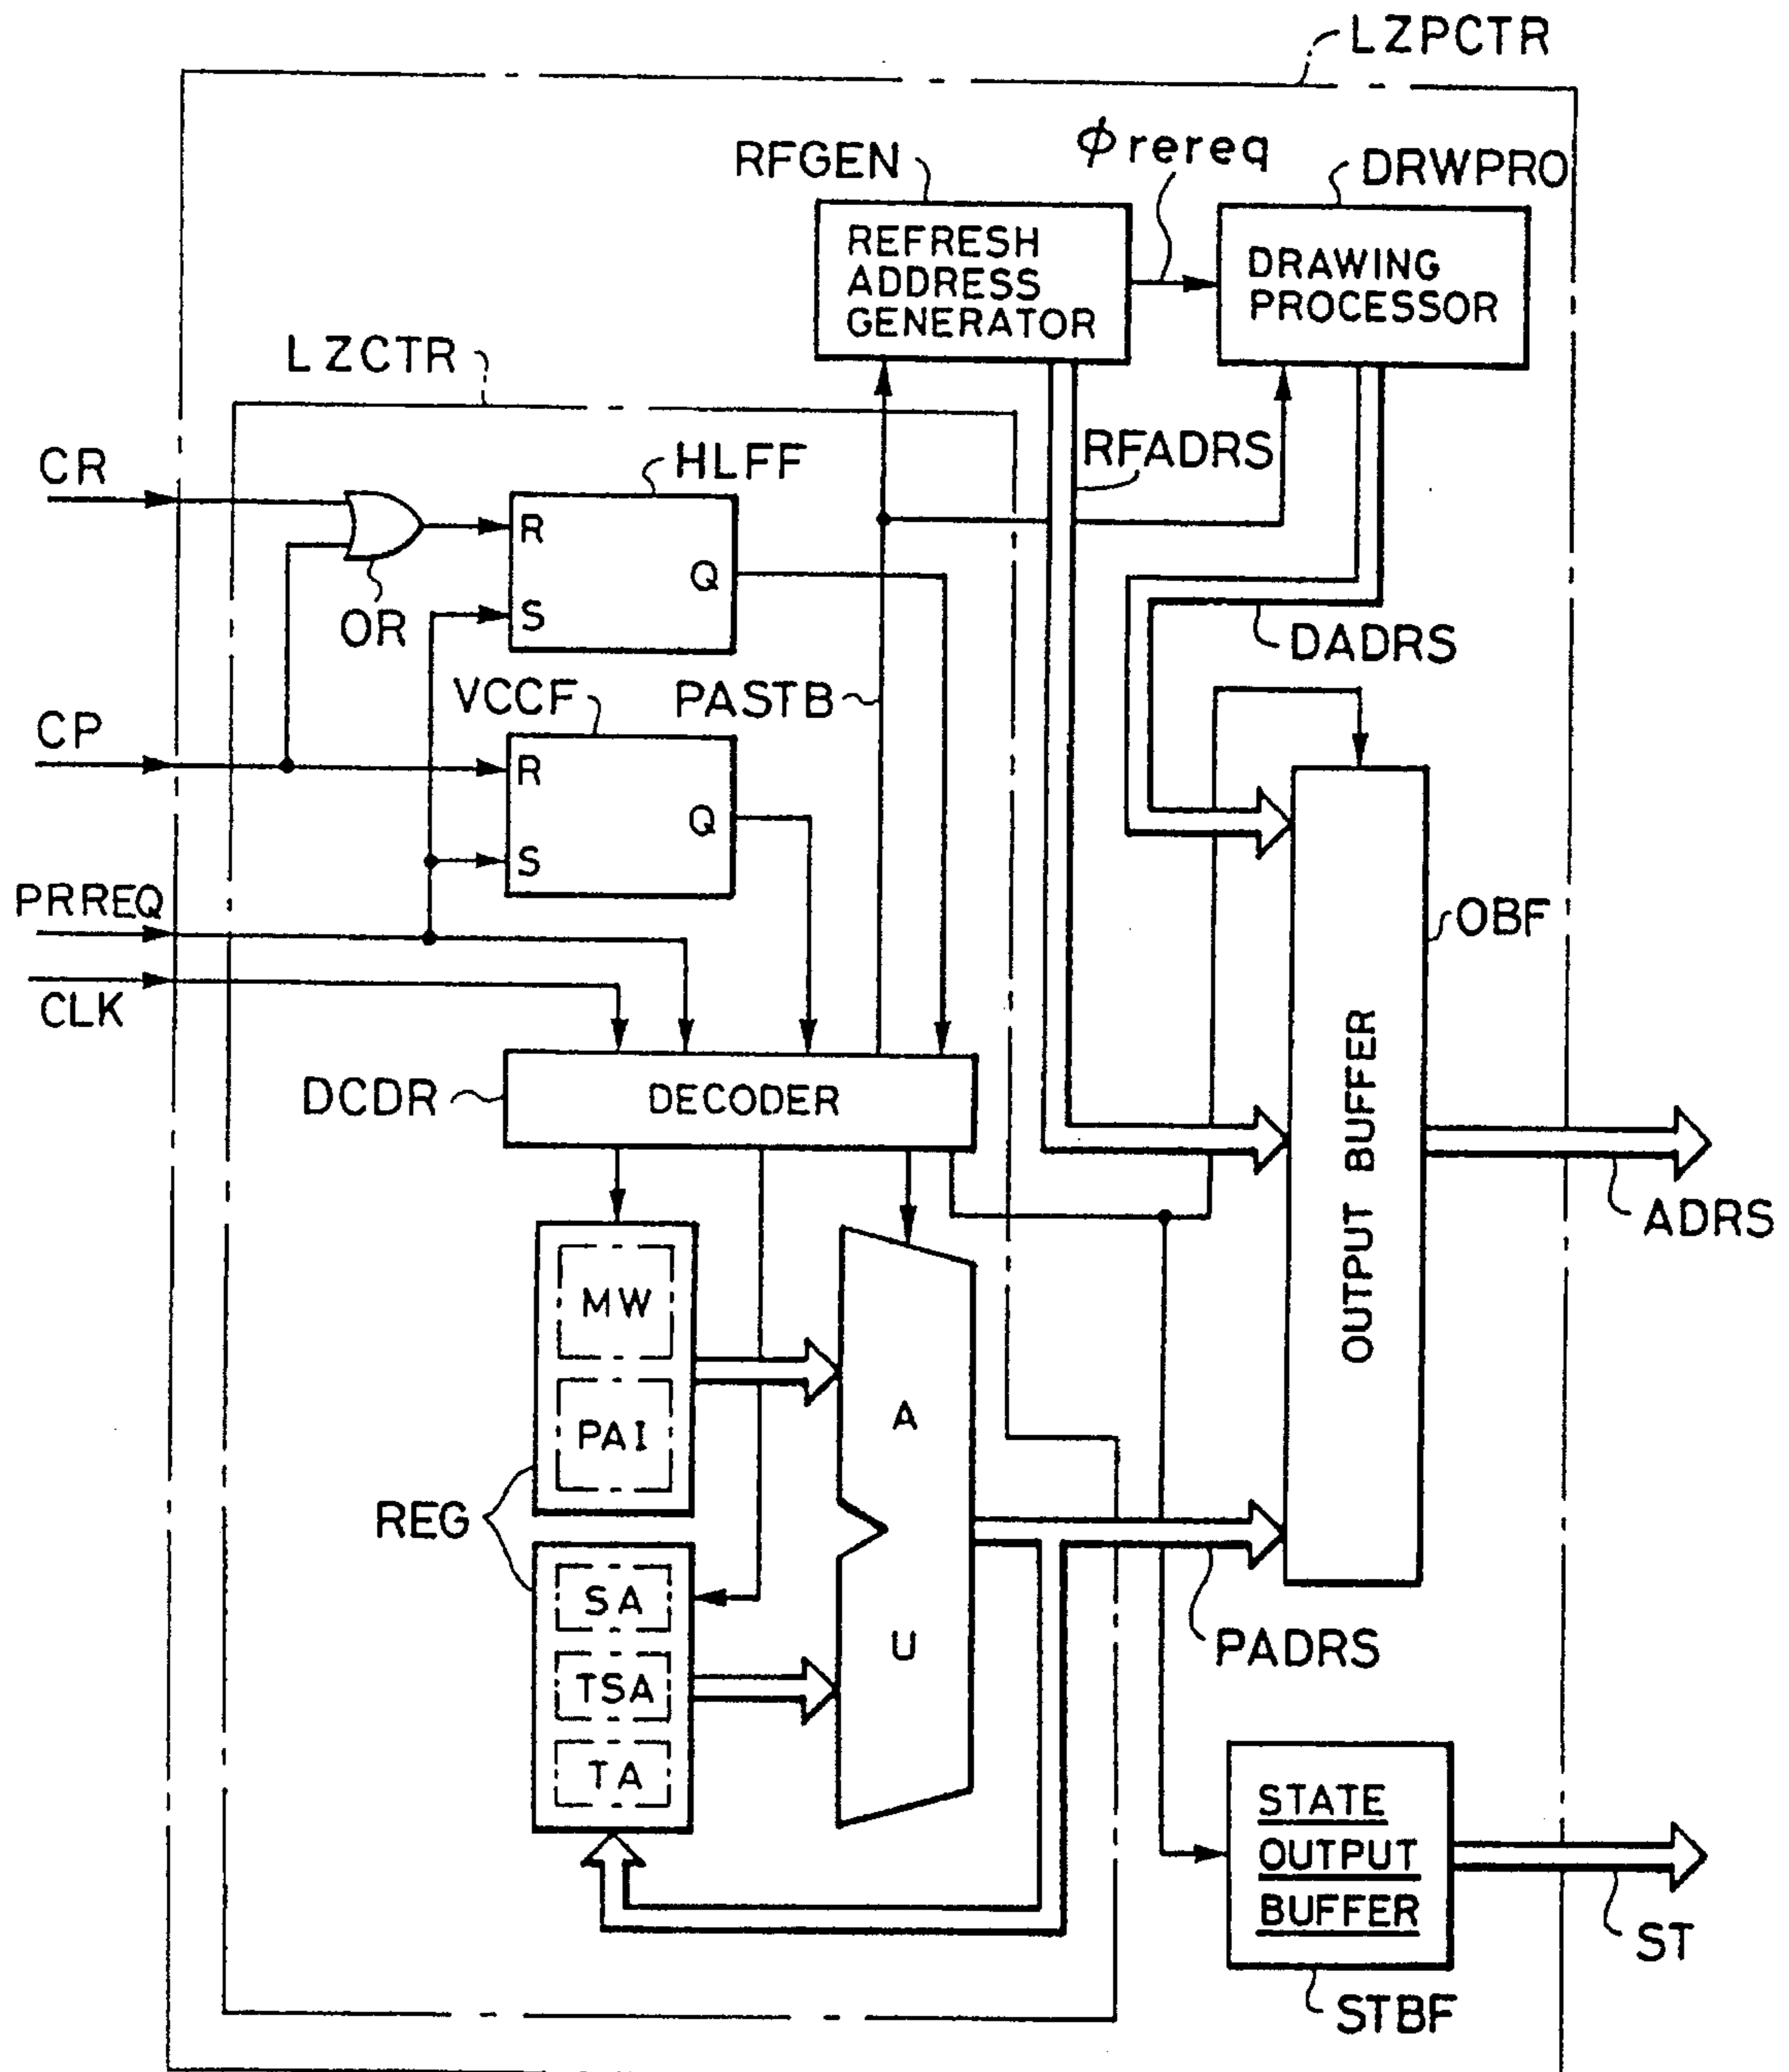 LZPCTR
RFGEN
φrereq
DRWPRO
REFRESH
ADDRESS
GENERATOR
DRAWING
PROCESSOR
LZCTR
CR
HLFF
RFADRS
R
Q
S
OR
DADRS
VCCF
PASTB
CP
R
Q
S
PRREQ
OBF
CLK
DCDR
DECODER
OUTPUT BUFFER
ADRS
MW
PAI
A
U
REG
SA
TSA
TA
PADRS
STATE
OUTPUT
BUFFER
ST
STBF